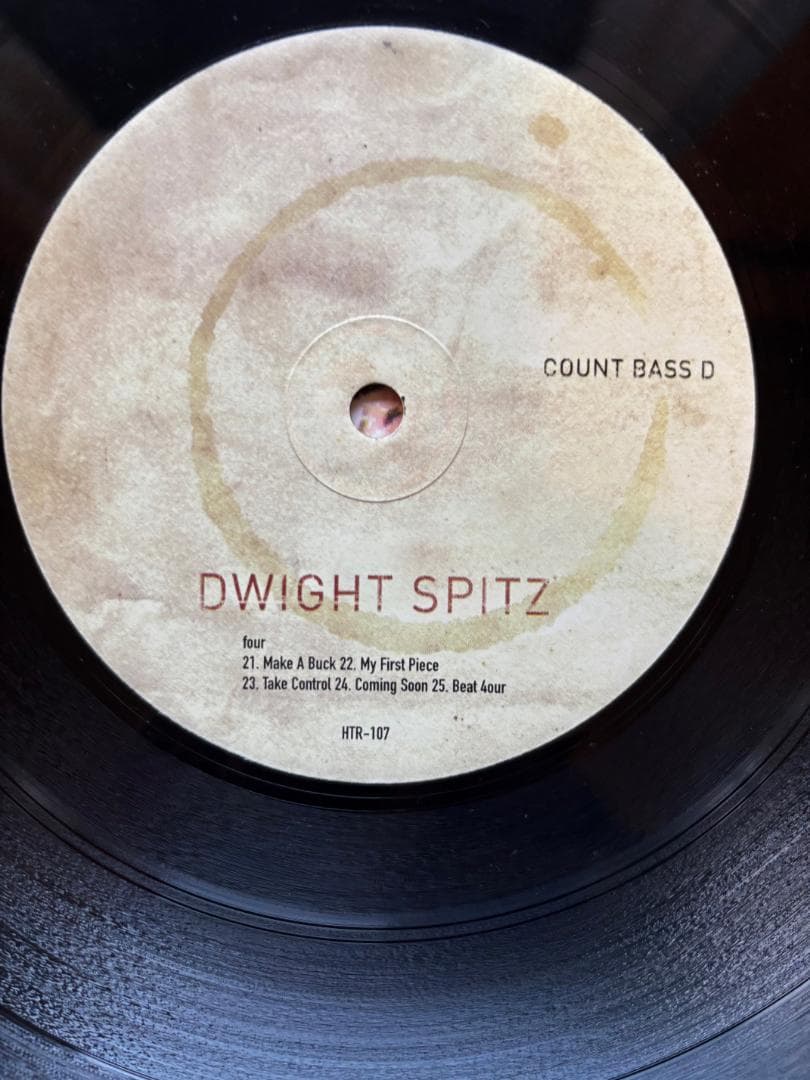 COUNT BASS D
DWIGHT SPITZ
four
21. Make A Buck 22. My First Piece
23. Take Control 24. Coming Soon 25. Beat 4our
HTR-107